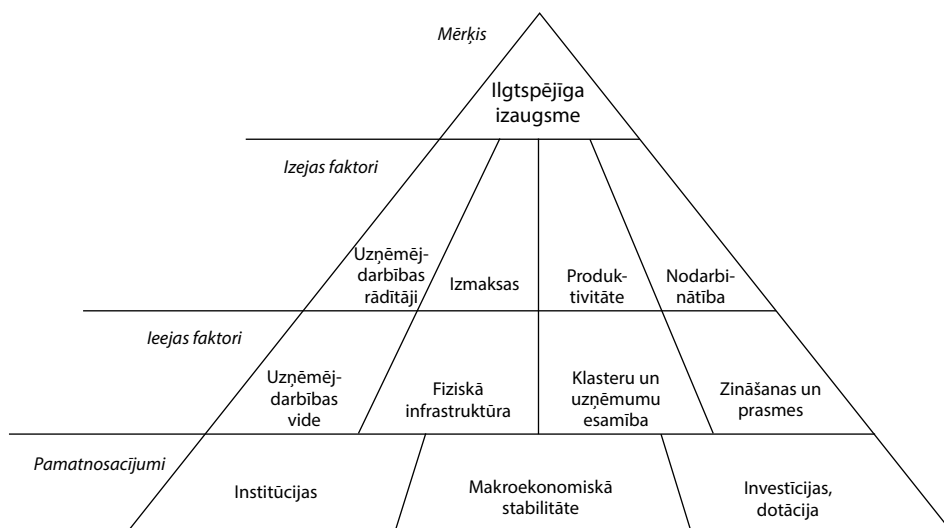 Mērķis
Ilgtspējīga
izaugsme
Izejas faktori
Uzņēmēj-
darbības
rādītāji
Izmaksas
Produk-
tivitāte
Nodarbi-
nātība
Ieejas faktori
Uzņēmēj-
darbības
vide
Fiziskā
infrastruktūra
Klasteru un
uzņēmumu
esamība
Zināšanas un
prasmes
Pamatnosacījumi
Institūcijas
Makroekonomiskā
stabilitāte
Investīcijas,
dotācija